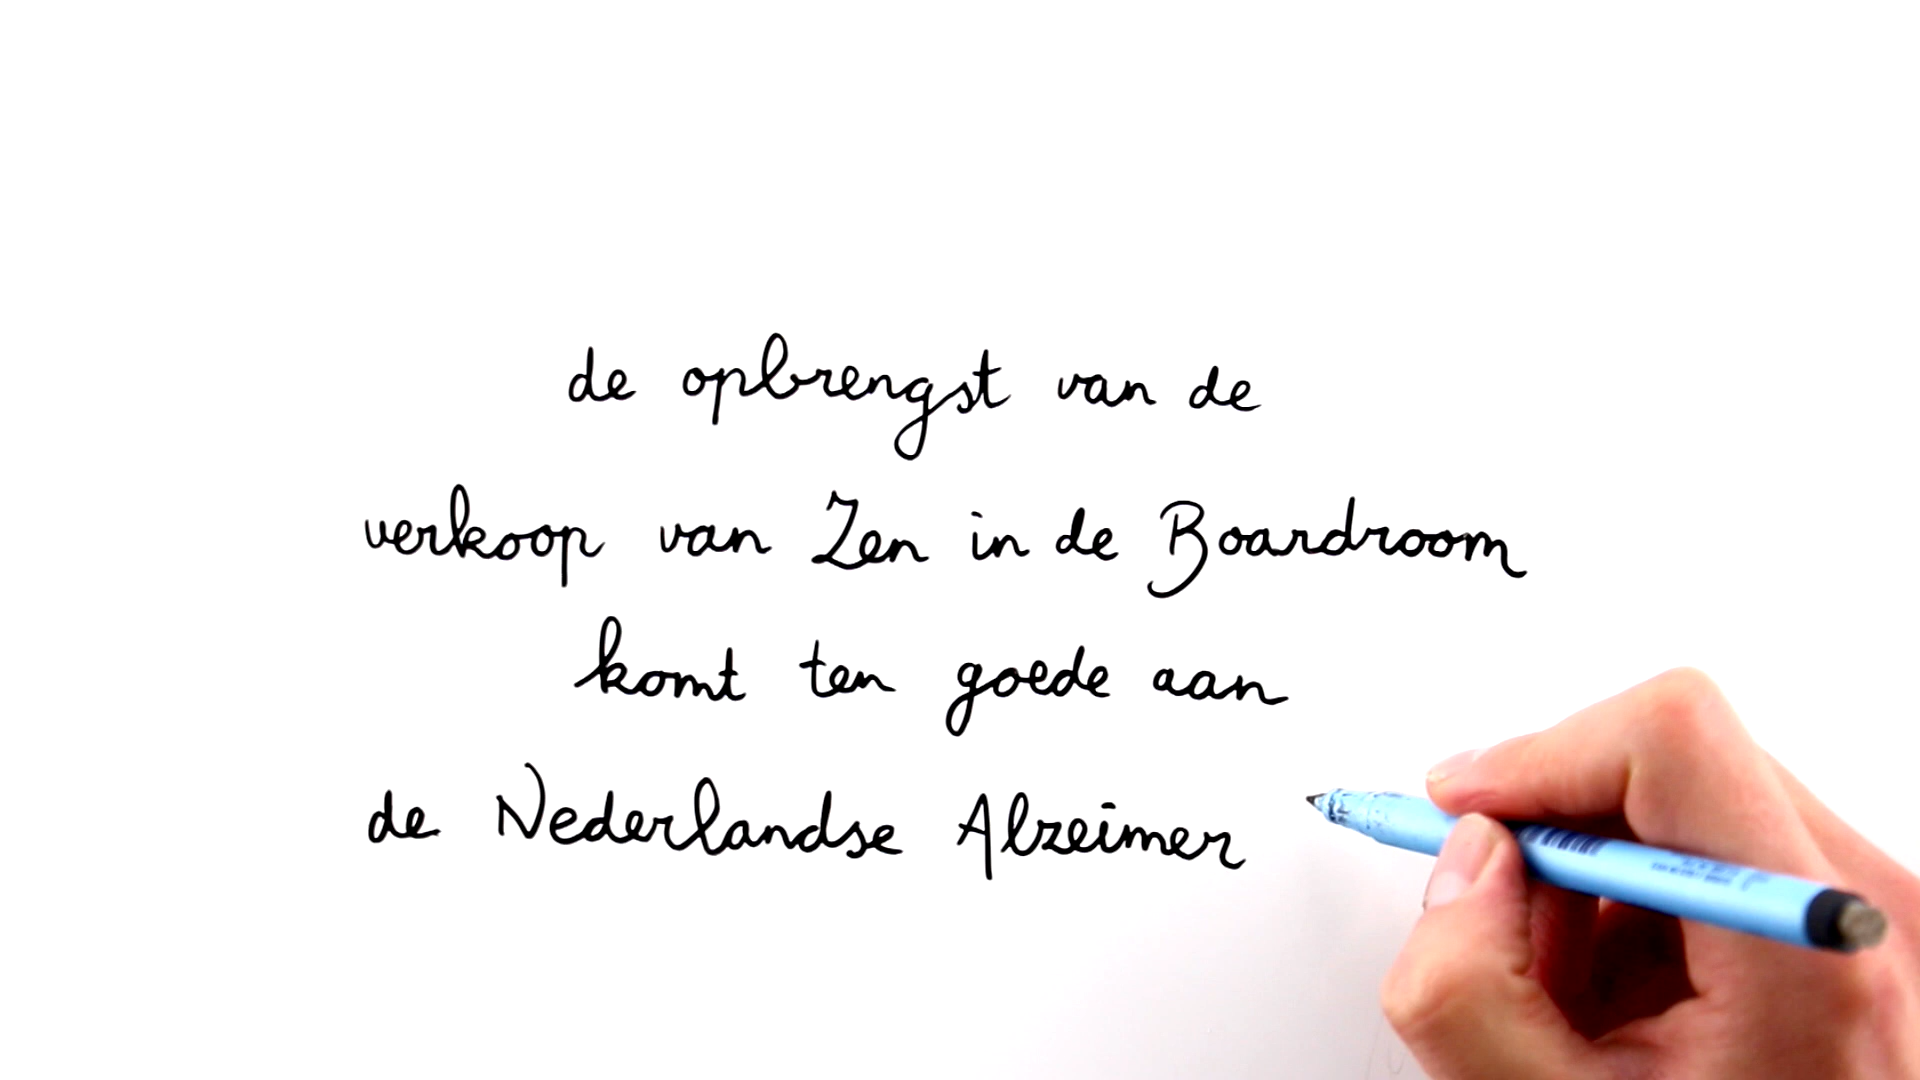 de opbrengst van de
verkoop van Zen in de Boardroom
komt ten goede aan
de Nederlandse Alzeimer